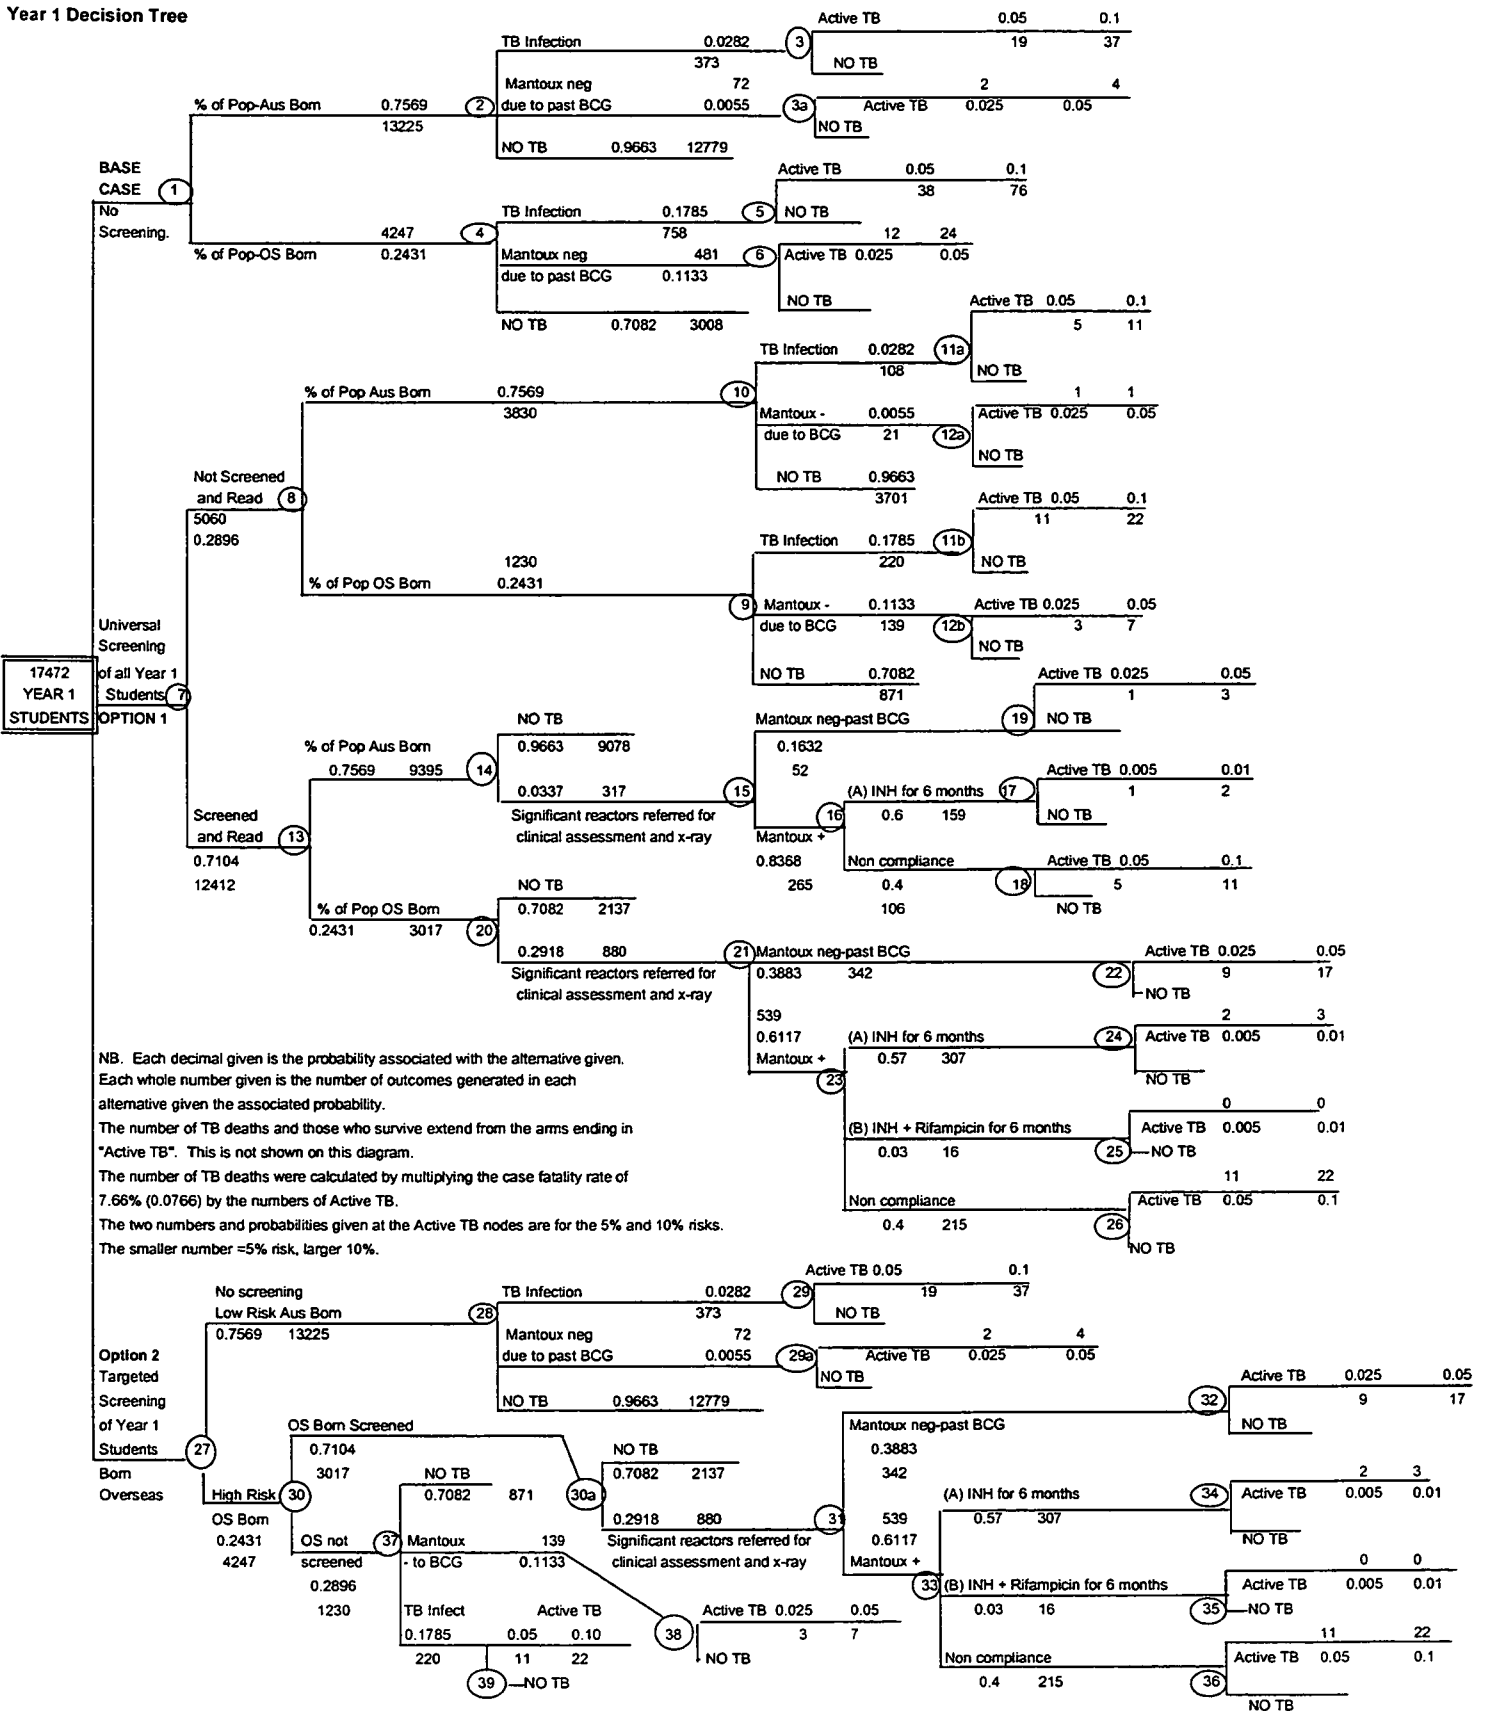 Year 1 Decision Tree
Active TB 0.05 0.1
TB Infection 0.0282 3 19 37
373 NO TB
Mantoux neg 72 2 4
% of Pop-Aus Born 0.7569 2 due to past BCG 0.0055 3a Active TB 0.025 0.05
13225 NO TB
NO TB 0.9663 12779
BASE Active TB 0.05 0.1
CASE 1 38 76
No TB Infection 0.1785 5 NO TB
Screening. 4247 4 758 12 24
% of Pop-OS Born 0.2431 Mantoux neg 481 6 Active TB 0.025 0.05
due to past BCG 0.1133
NO TB
NO TB 0.7082 3008
Active TB 0.05 0.1
5 11
TB Infection 0.0282 11a
108 NO TB
% of Pop Aus Born 0.7569 10 1 1
3830 Mantoux - 0.0055 Active TB 0.025 0.05
due to BCG 21 12a
NO TB
Not Screened NO TB 0.9663
and Read 8 3701 Active TB 0.05 0.1
5060 11 22
0.2896 TB Infection 0.1785 11b
1230 220 NO TB
% of Pop OS Born 0.2431
9 Mantoux - 0.1133 Active TB 0.025 0.05
Universal due to BCG 139 12b 3 7
Screening NO TB
17472 of all Year 1 NO TB 0.7082 Active TB 0.025 0.05
YEAR 1 Students 7 871 1 3
STUDENTS OPTION 1 NO TB Mantoux neg-past BCG 19 NO TB
% of Pop Aus Born 0.9663 9078 0.1632
0.7569 9395 14 52 Active TB 0.005 0.01
0.0337 317 15 (A) INH for 6 months 17 1 2
Screened Significant reactors referred for 16 0.6 159 NO TB
and Read 13 clinical assessment and x-ray Mantoux +
0.7104 0.8368 Non compliance Active TB 0.05 0.1
12412 NO TB 265 0.4 18 5 11
% of Pop OS Born 0.7082 2137 106 NO TB
0.2431 3017 20
0.2918 880 21 Mantoux neg-past BCG Active TB 0.025 0.05
Significant reactors referred for 0.3883 342 22 9 17
clinical assessment and x-ray NO TB
539 2 3
0.6117 (A) INH for 6 months 24 Active TB 0.005 0.01
Mantoux + 0.57 307
23 NO TB
0 0
(B) INH + Rifampicin for 6 months Active TB 0.005 0.01
0.03 16 25 NO TB
11 22
Non compliance Active TB 0.05 0.1
0.4 215 26
NO TB
NB. Each decimal given is the probability associated with the alternative given.
Each whole number given is the number of outcomes generated in each
alternative given the associated probability.
The number of TB deaths and those who survive extend from the arms ending in
"Active TB". This is not shown on this diagram.
The number of TB deaths were calculated by multiplying the case fatality rate of
7.66% (0.0766) by the numbers of Active TB.
The two numbers and probabilities given at the Active TB nodes are for the 5% and 10% risks.
The smaller number =5% risk, larger 10%.
Active TB 0.05 0.1
No screening TB Infection 0.0282 29 19 37
Low Risk Aus Born 28 373 NO TB
0.7569 13225 Mantoux neg 72 2 4
Option 2 due to past BCG 0.0055 29a Active TB 0.025 0.05
Targeted NO TB Active TB 0.025 0.05
Screening NO TB 0.9663 12779 32 9 17
of Year 1 OS Born Screened Mantoux neg-past BCG NO TB
Students 27 0.7104 NO TB 0.3883
Born 3017 NO TB 0.7082 2137 342 2 3
Overseas High Risk 30 0.7082 871 30a (A) INH for 6 months 34 Active TB 0.005 0.01
OS Born 0.2918 880 31 539 0.57 307
0.2431 OS not 37 Mantoux 139 Significant reactors referred for 0.6117 NO TB
4247 screened - to BCG 0.1133 clinical assessment and x-ray Mantoux + 0 0
0.2896 33 (B) INH + Rifampicin for 6 months Active TB 0.005 0.01
1230 TB Infect Active TB Active TB 0.025 0.05 0.03 16 35 NO TB
0.1785 0.05 0.10 38 3 7 11 22
220 11 22 NO TB Non compliance Active TB 0.05 0.1
39 NO TB 0.4 215 36
NO TB